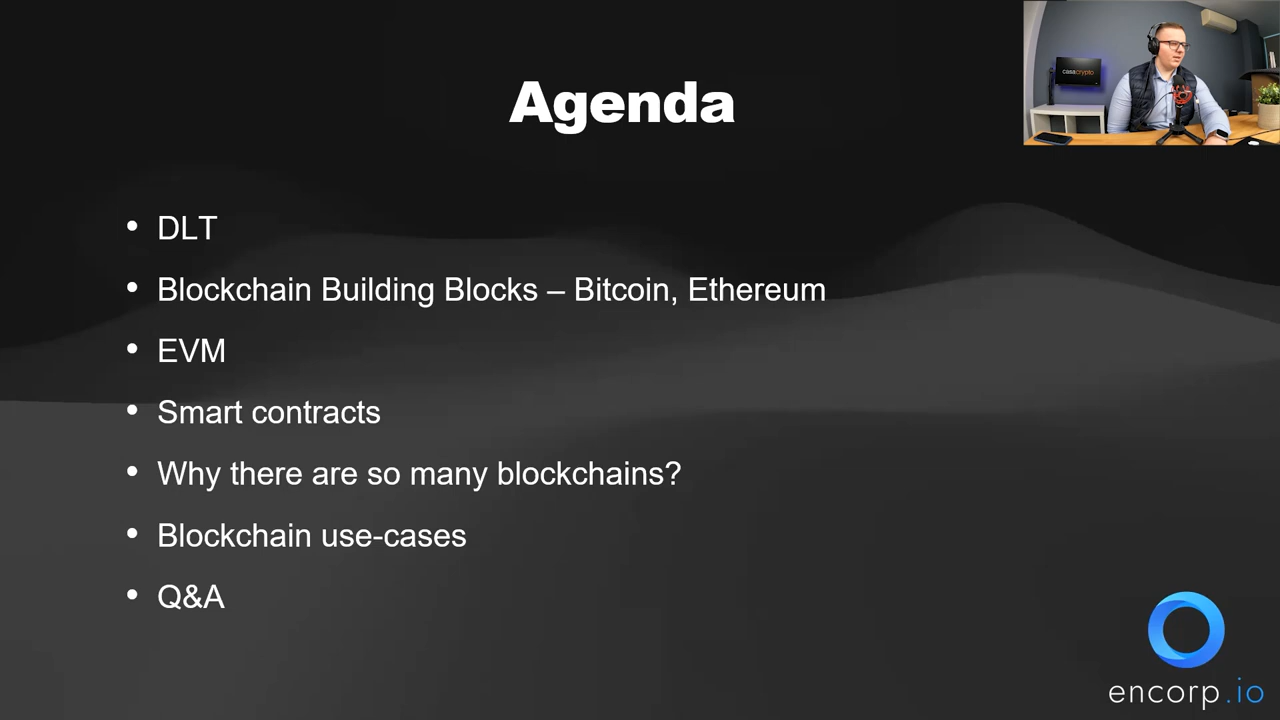 casacrypto
Agenda
• DLT
• Blockchain Building Blocks – Bitcoin, Ethereum
• EVM
• Smart contracts
• Why there are so many blockchains?
• Blockchain use-cases
• Q&A
encorp.io